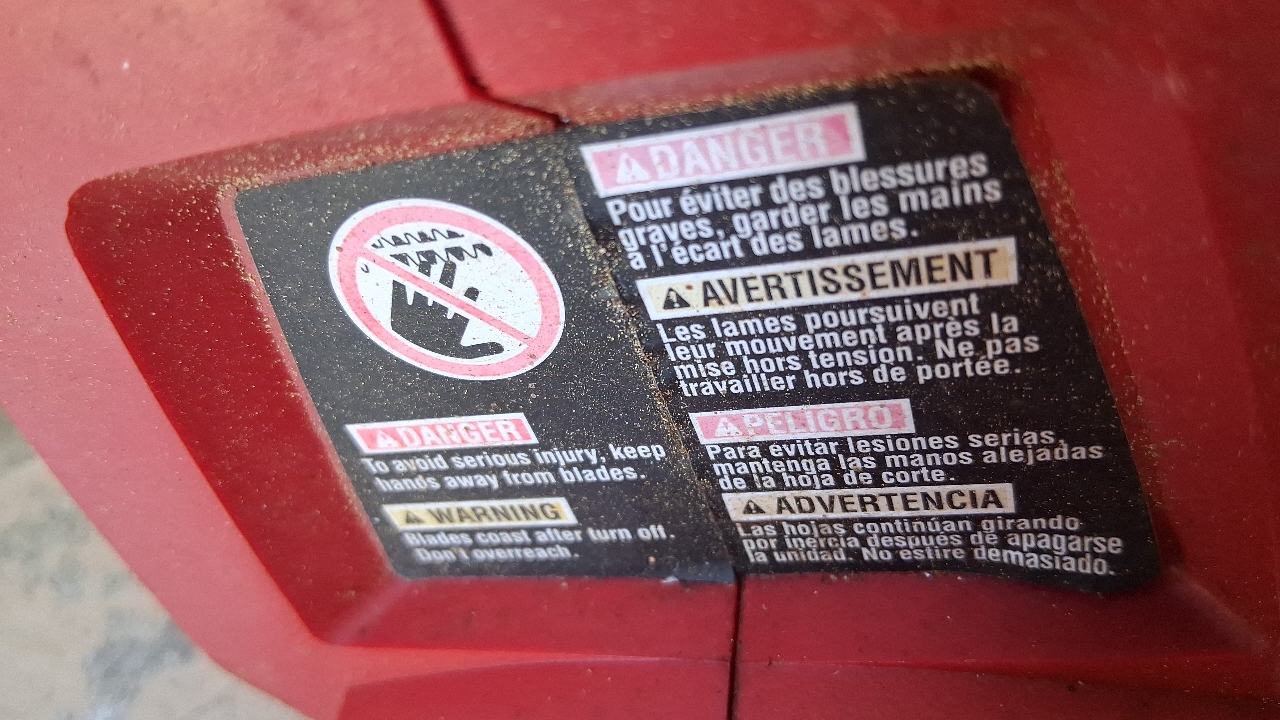 DANGER
To avoid serious injury, keep
hands away from blades.
WARNING
Blades coast after turn off.
Don't overreach.
DANGER
Pour éviter des blessures
graves, garder les mains
à l'écart des lames.
AVERTISSEMENT
Les lames poursuivent
leur mouvement après la
mise hors tension. Ne pas
travailler hors de portée.
PELIGRO
Para evitar lesiones serias,
mantenga las manos alejadas
de la hoja de corte.
ADVERTENCIA
Las hojas continúan girando
por inercia después de apagarse
la unidad. No estire demasiado.